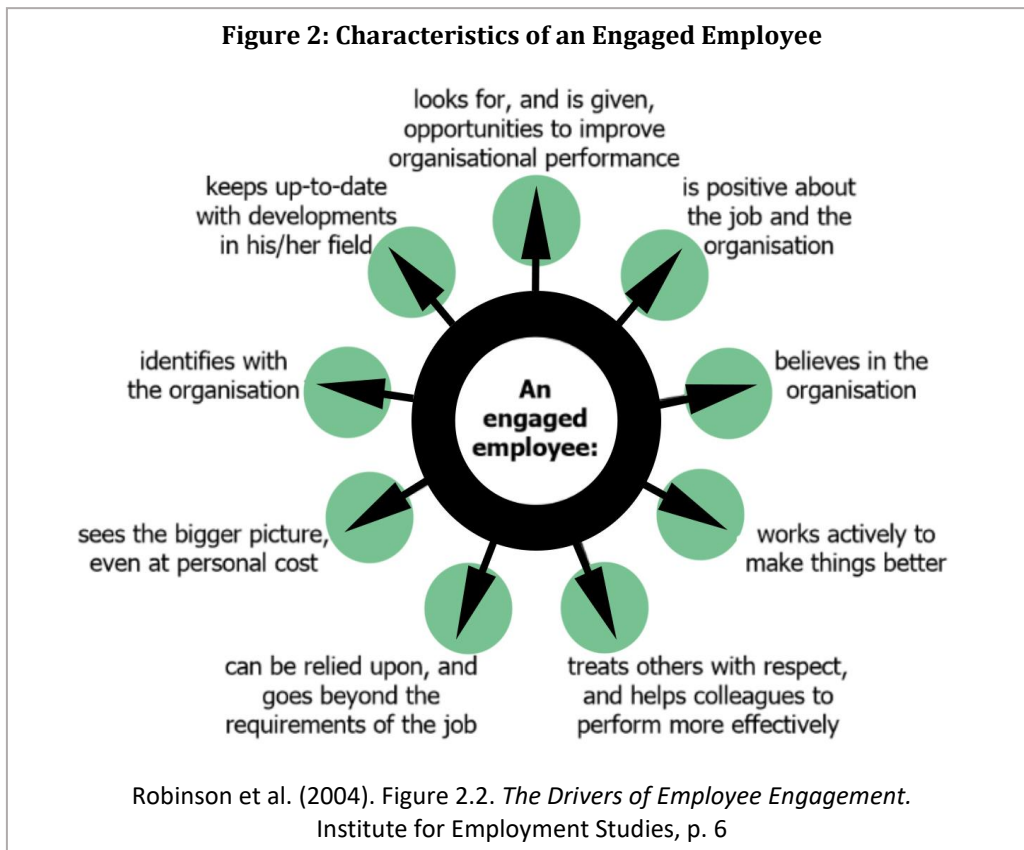 Figure 2: Characteristics of an Engaged Employee
looks for, and is given,
opportunities to improve
organisational performance
is positive about
the job and the
organisation
believes in the
organisation
works actively to
make things better
treats others with respect,
and helps colleagues to
perform more effectively
can be relied upon, and
goes beyond the
requirements of the job
sees the bigger picture,
even at personal cost
identifies with
the organisation
keeps up-to-date
with developments
in his/her field
An
engaged
employee:
Robinson et al. (2004). Figure 2.2. The Drivers of Employee Engagement.
Institute for Employment Studies, p. 6